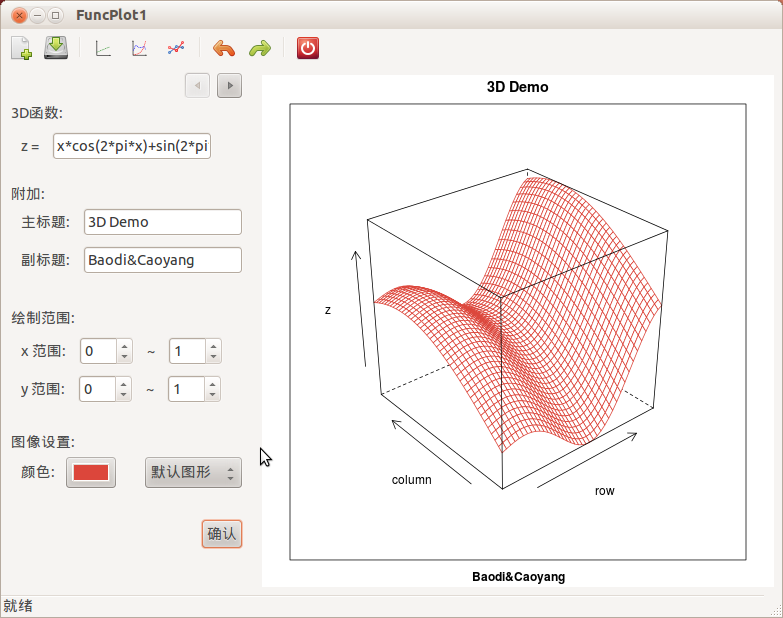 FuncPlot1
3D函数:
z = x*cos(2*pi*x)+sin(2*pi
附加:
主标题: 3D Demo
副标题: Baodi&Caoyang
绘制范围:
x 范围: 0 ~ 1
y 范围: 0 ~ 1
图像设置:
颜色: 默认图形
确认
3D Demo
z
column
row
Baodi&Caoyang
就绪